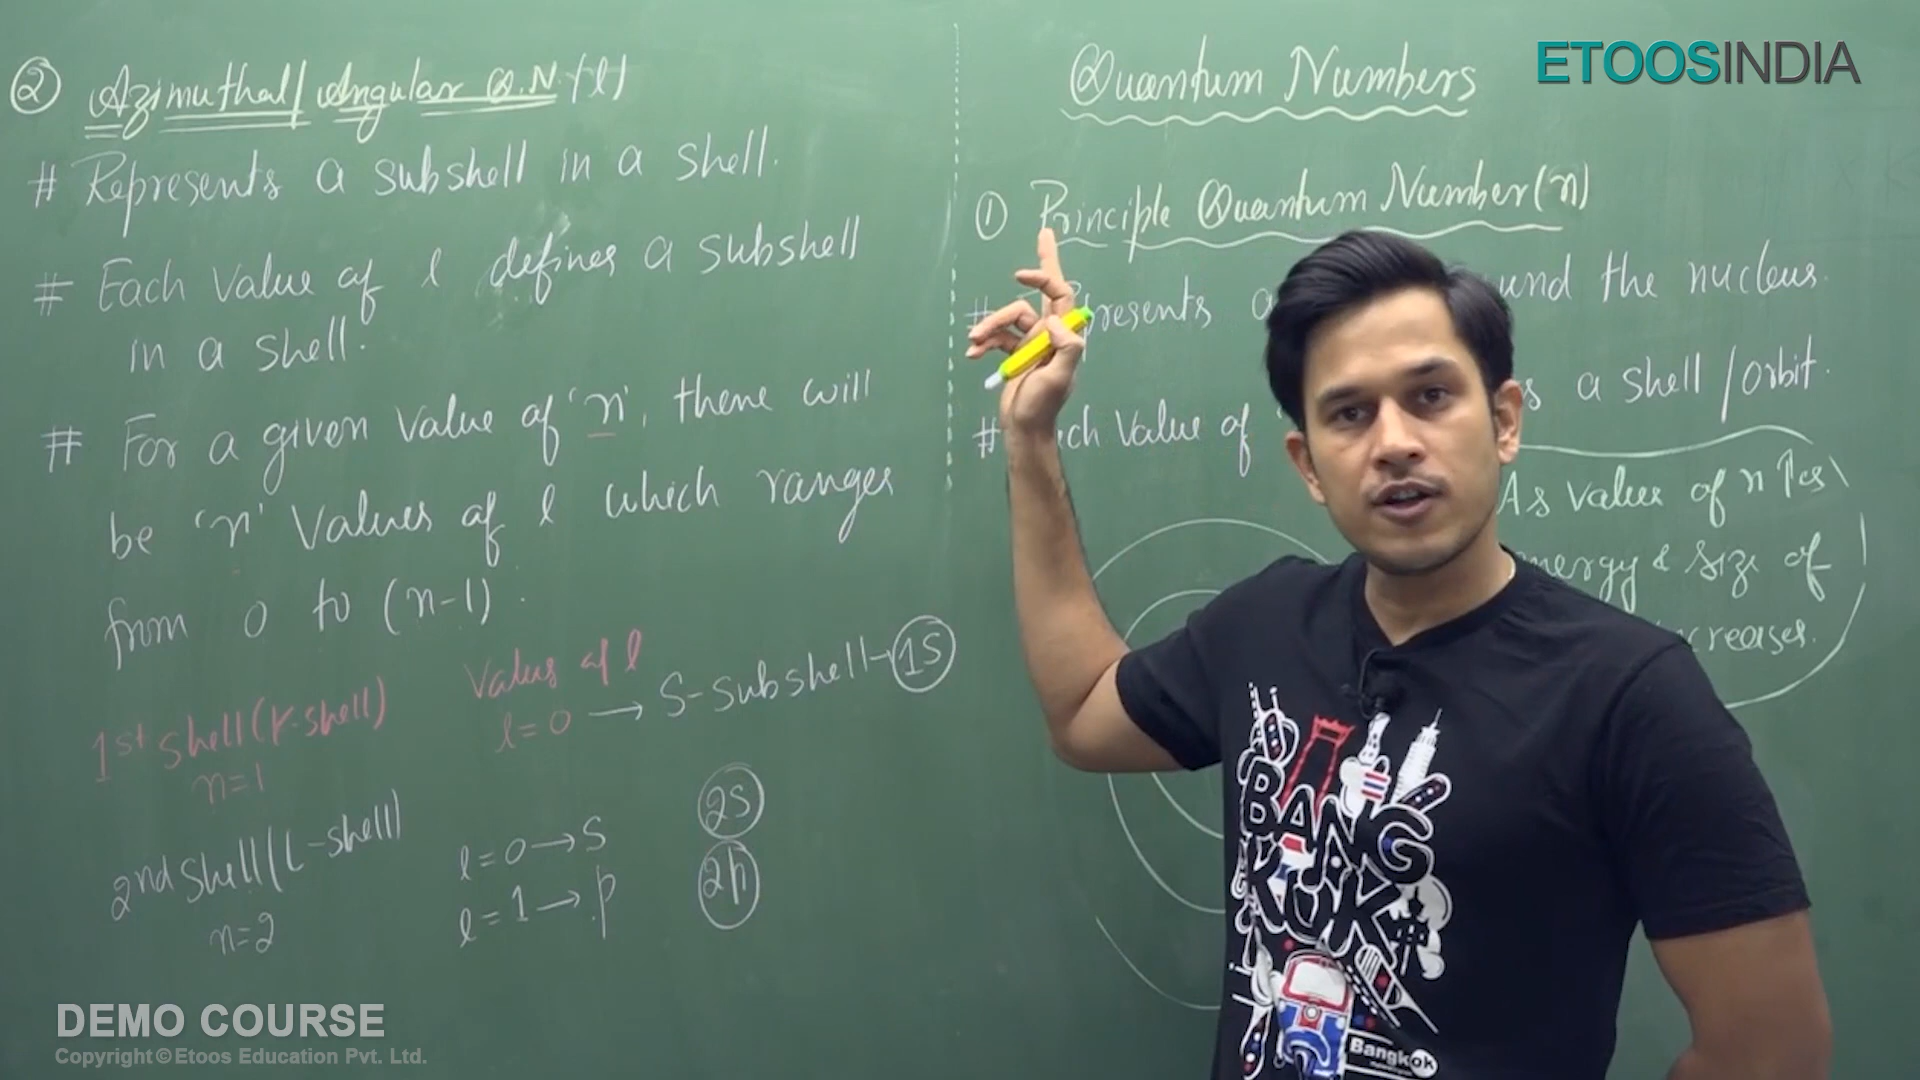 ② Azimuthal/Angular Q.N.(l)
# Represents a subshell in a shell.
# Each Value of l defines a subshell
in a shell.
# For a given value of 'n', there will
be 'n' Values of l which ranges
from 0 to (n-1).
1st shell (K-shell)
n=1
Values of l
l=0 → S-subshell → 1S
2nd shell (L-shell)
n=2
l=0 → S 2S
l=1 → p 2p
Quantum Numbers
① Principle Quantum Number(n)
# presents a und the nucleus.
# ch Value of s a shell/orbit.
As value of n ↑es
nergy & size of
creases.
ETOOSINDIA
BANGKOK
Bangkok
DEMO COURSE
Copyright © Etoos Education Pvt. Ltd.